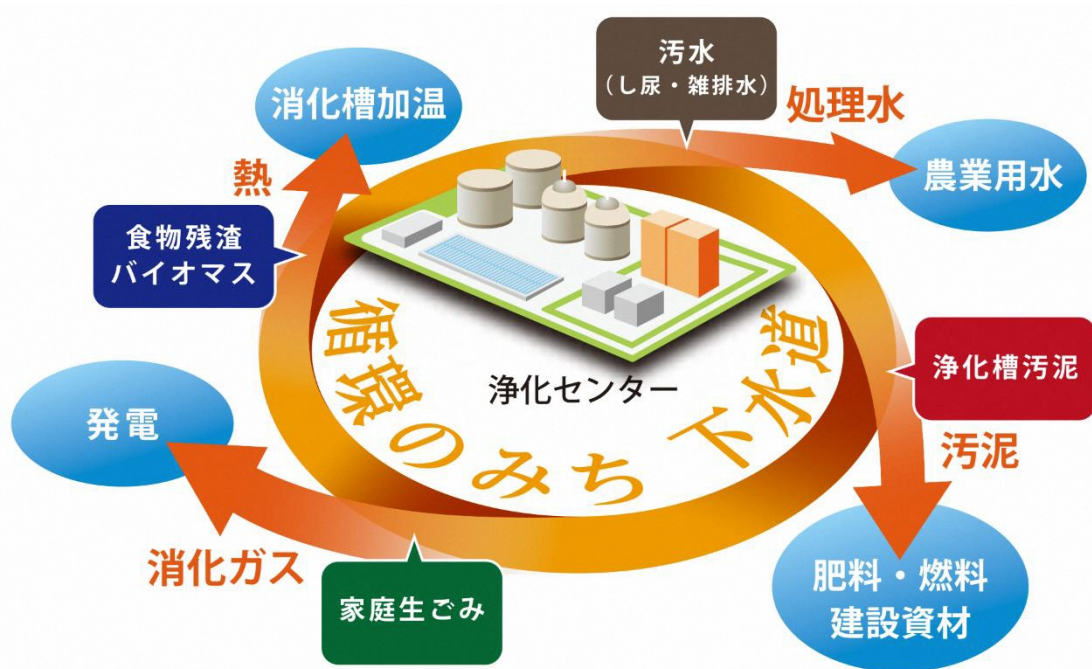 汚水
(し尿・雑排水)
処理水
農業用水
消化槽加温
熱
食物残渣
バイオマス
浄化センター
循環のみち 下水道
浄化槽汚泥
汚泥
肥料・燃料
建設資材
発電
消化ガス
家庭生ごみ